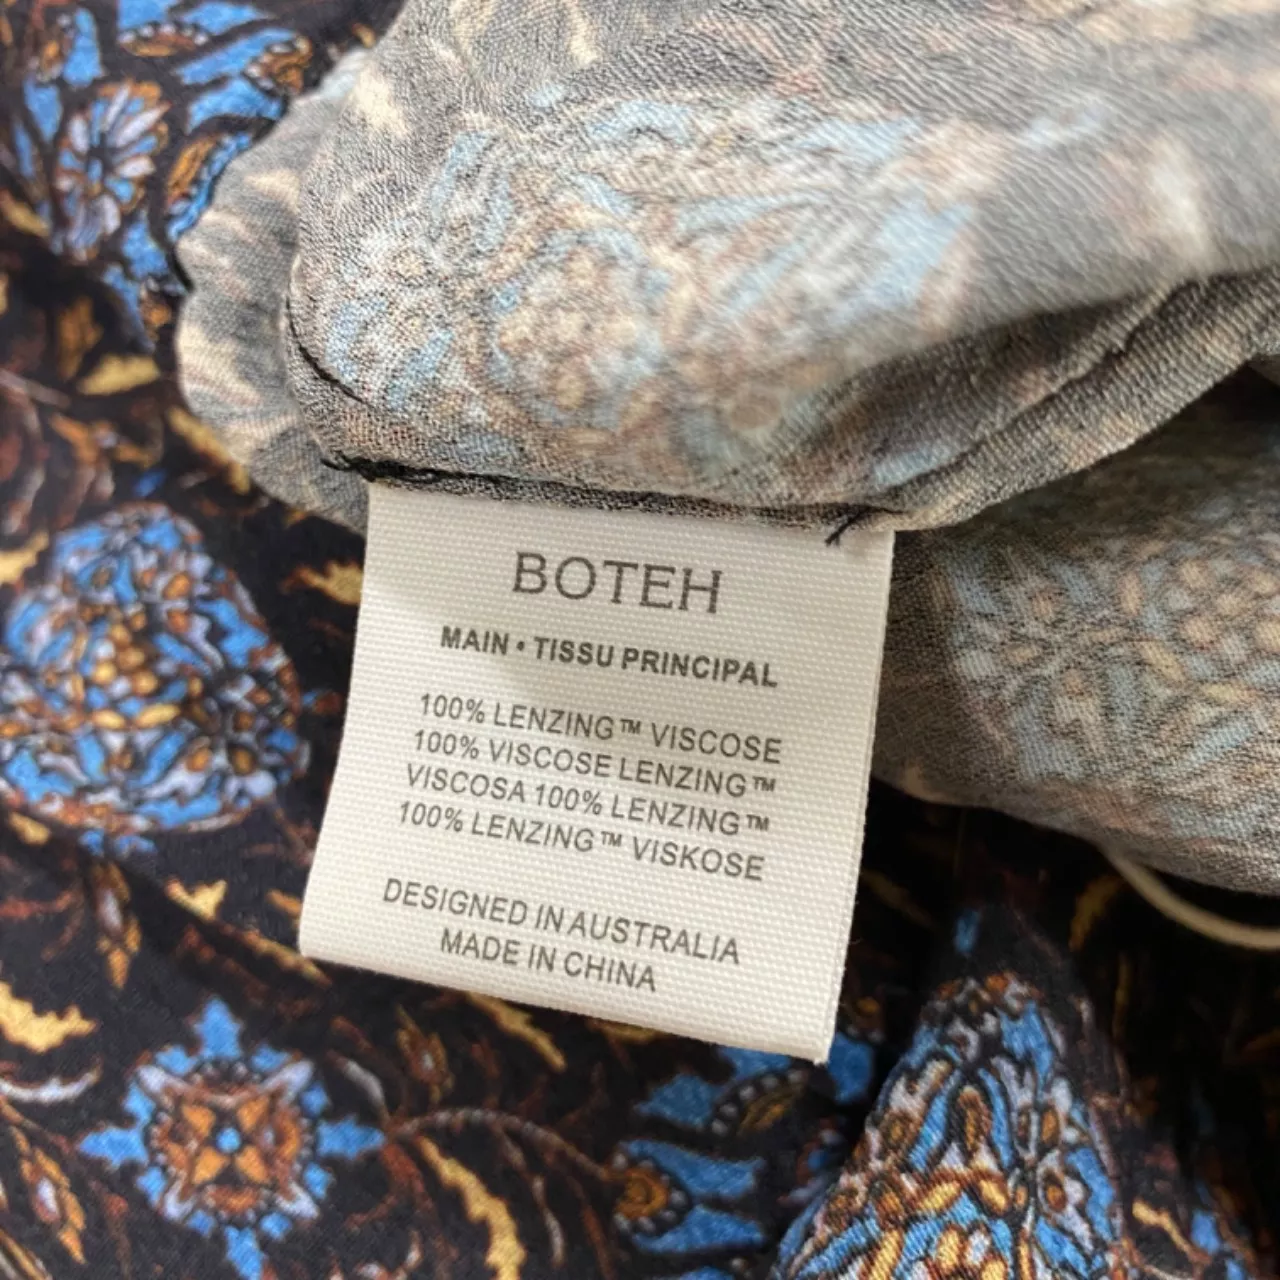 BOTEH
MAIN • TISSU PRINCIPAL
100% LENZING™ VISCOSE
100% VISCOSE LENZING™
VISCOSA 100% LENZING™
100% LENZING™ VISKOSE
DESIGNED IN AUSTRALIA
MADE IN CHINA